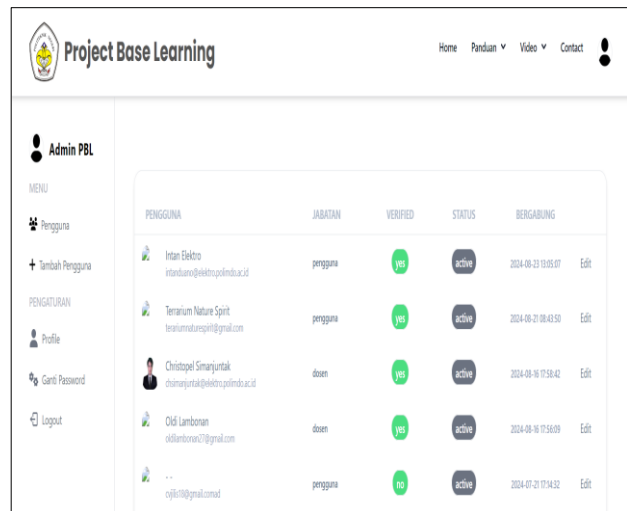 Project Base Learning
Home Panduan Video Contact
Admin PBL
MENU
Pengguna
Tambah Pengguna
PENGATURAN
Profile
Ganti Password
Logout
PENGGUNA JABATAN VERIFIED STATUS BERGABUNG
Intan Elektro
intanduano@elektro.polimdo.ac.id
pengguna yes active 2024-08-23 13:05:07 Edit
Terrarium Nature Spirit
terariumnaturespirit@gmail.com
pengguna yes active 2024-08-21 08:43:50 Edit
Christopel Simanjuntak
chsimanjuntak@elektro.polimdo.ac.id
dosen yes active 2024-08-16 17:58:42 Edit
Oldi Lambonan
oldilambonan27@gmail.com
dosen yes active 2024-08-16 17:56:09 Edit
- -
cvjilis18@gmail.comad
pengguna no active 2024-07-21 17:14:32 Edit